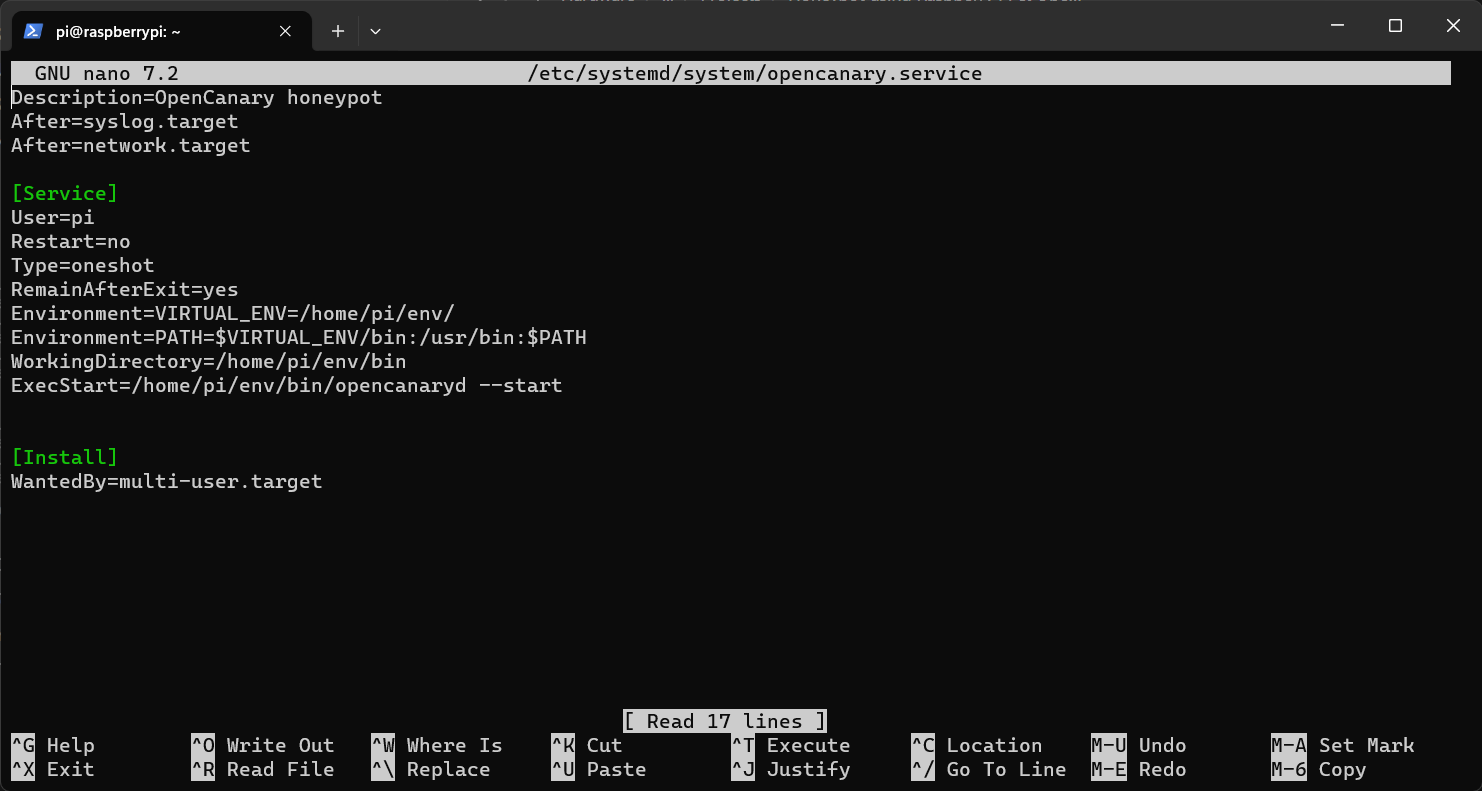 pi@raspberrypi: ~
GNU nano 7.2 /etc/systemd/system/opencanary.service
Description=OpenCanary honeypot
After=syslog.target
After=network.target
[Service]
User=pi
Restart=no
Type=oneshot
RemainAfterExit=yes
Environment=VIRTUAL_ENV=/home/pi/env/
Environment=PATH=$VIRTUAL_ENV/bin:/usr/bin:$PATH
WorkingDirectory=/home/pi/env/bin
ExecStart=/home/pi/env/bin/opencanaryd --start
[Install]
WantedBy=multi-user.target
[ Read 17 lines ]
^G Help ^O Write Out ^W Where Is ^K Cut ^T Execute ^C Location M-U Undo M-A Set Mark
^X Exit ^R Read File ^\ Replace ^U Paste ^J Justify ^/ Go To Line M-E Redo M-6 Copy